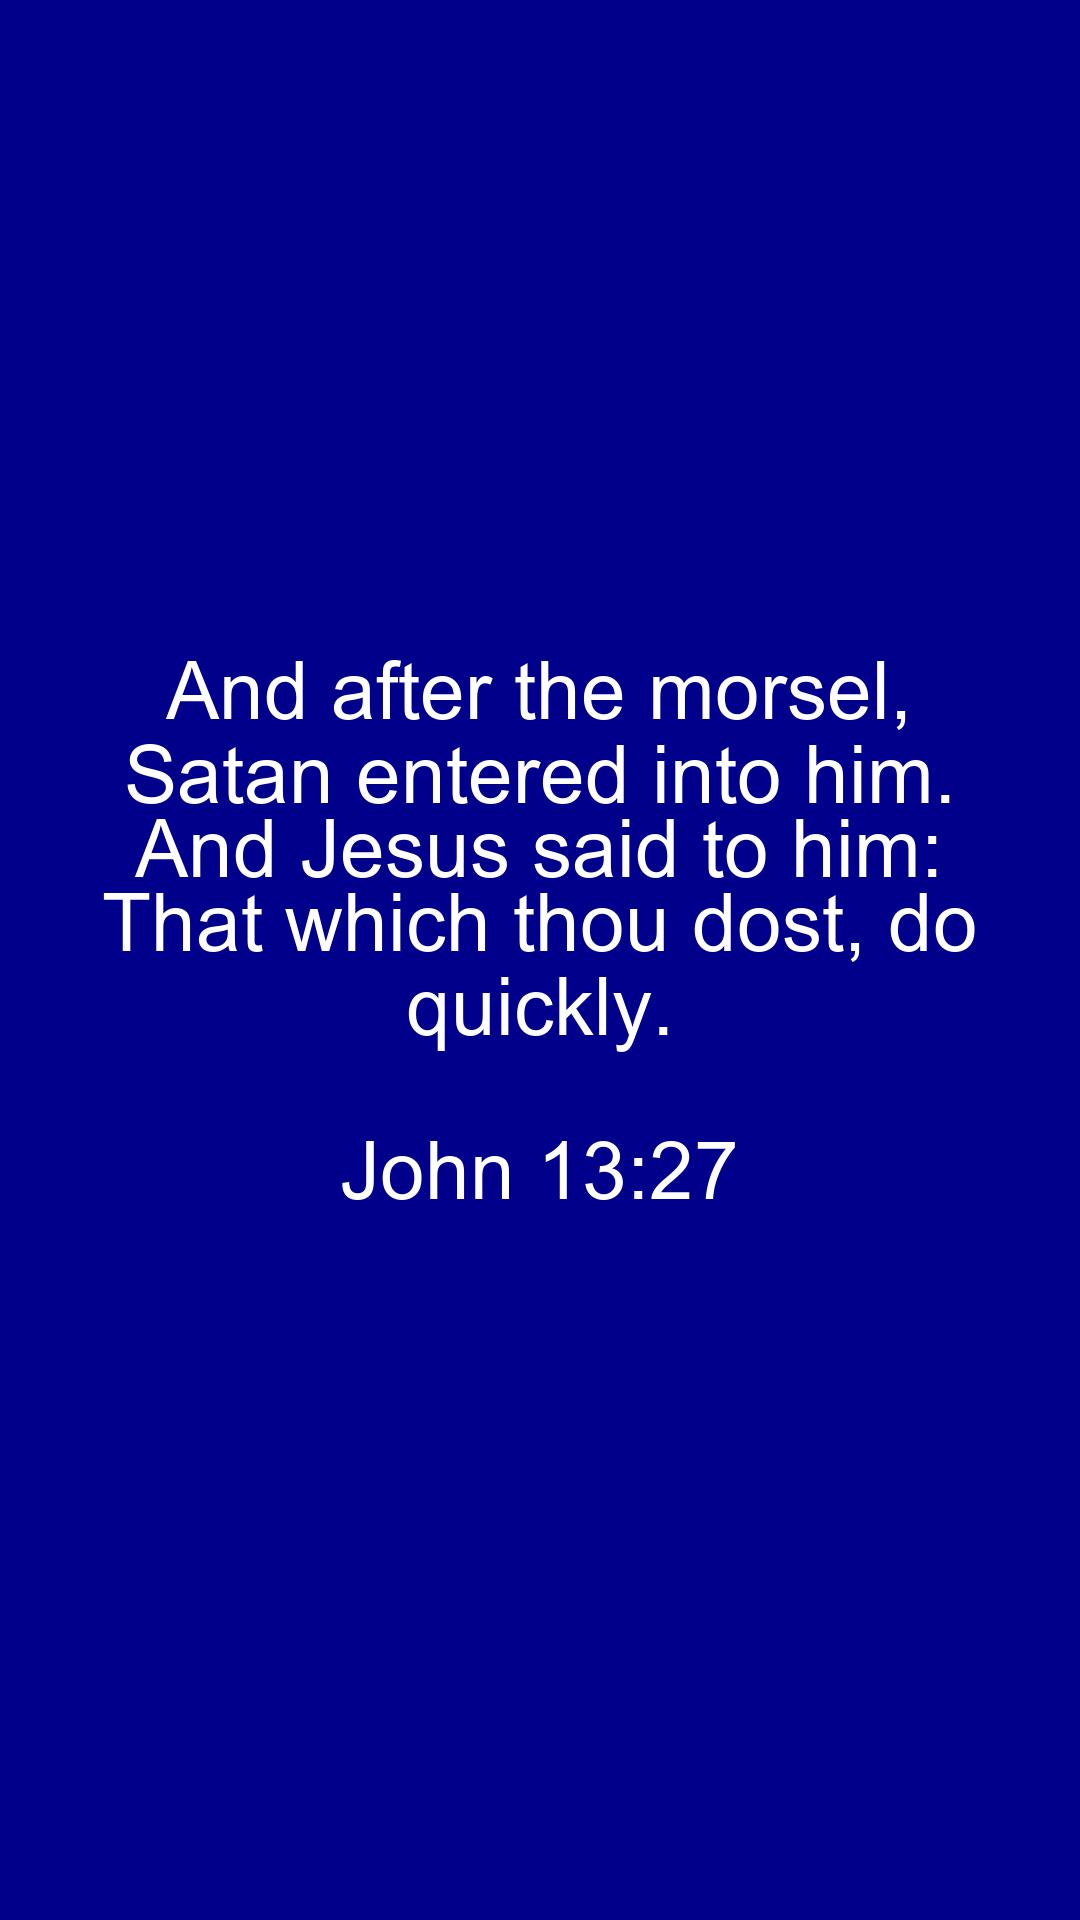 And after the morsel,
Satan entered into him.
And Jesus said to him:
That which thou dost, do
quickly.
John 13:27